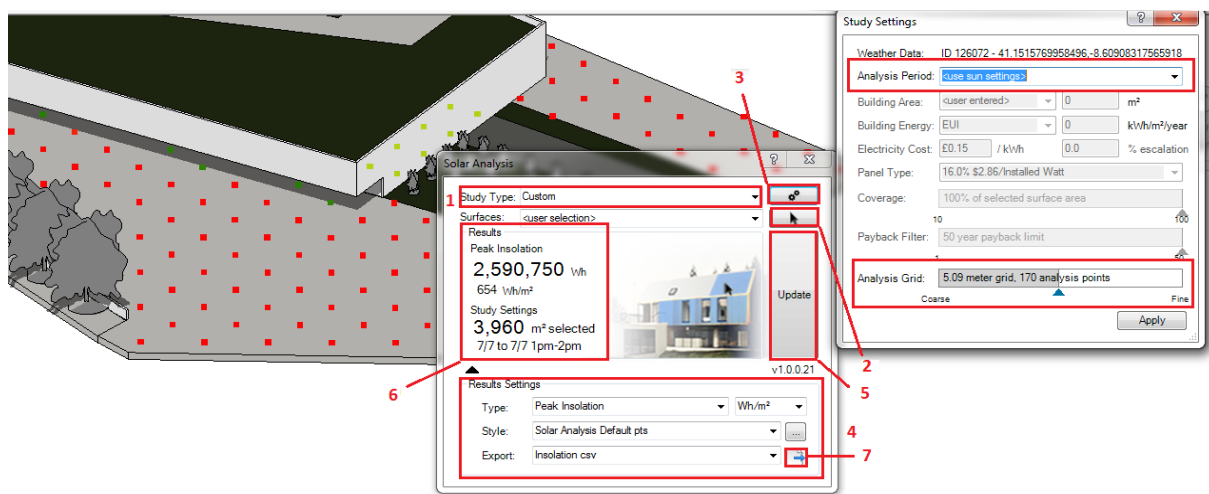 Study Settings
Weather Data: ID 126072 - 41.1515769958496,-8.60908317565918
Analysis Period: <use sun settings>
Building Area: <user entered> 0 m²
Building Energy: EUI 0 kWh/m²/year
Electricity Cost: £0.15 / kWh 0.0 % escalation
Panel Type: 16.0% $2.86/Installed Watt
Coverage: 100% of selected surface area
10 100
Payback Filter: 50 year payback limit
1 50
Analysis Grid: 5.09 meter grid, 170 analysis points
Coarse Fine
Apply
3
Solar Analysis
1 Study Type: Custom
Surfaces: <user selection>
Results
Peak Insolation
2,590,750 Wh
654 Wh/m²
Study Settings
3,960 m² selected
7/7 to 7/7 1pm-2pm
Update
v1.0.0.21
2
5
6
Results Settings
Type: Peak Insolation Wh/m²
Style: Solar Analysis Default pts ...
4
Export: Insolation csv
7